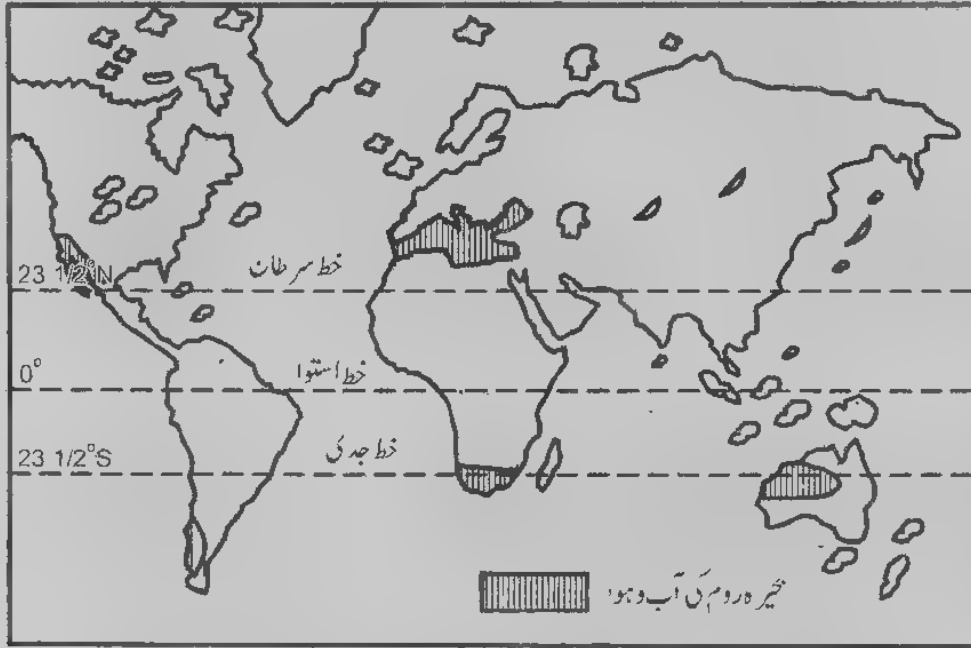 خط سرطان
23 1/2°N
خط استوا
0°
خط جدی
23 1/2°S
بحیرہ روم کی آب و ہوا